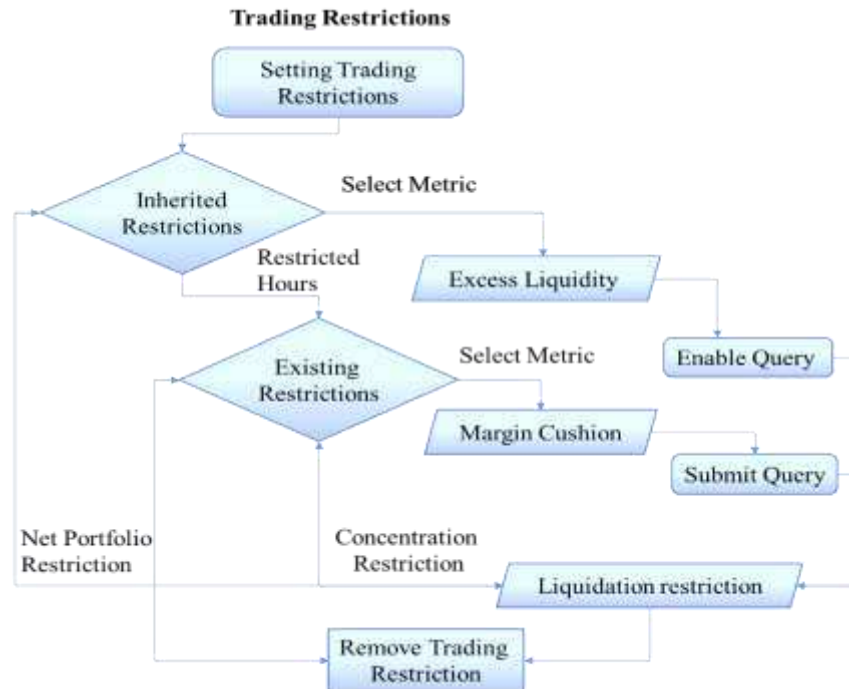 Trading Restrictions
Setting Trading
Restrictions
Inherited
Restrictions
Select Metric
Restricted
Hours
Excess Liquidity
Enable Query
Existing
Restrictions
Select Metric
Margin Cushion
Submit Query
Net Portfolio
Restriction
Concentration
Restriction
Liquidation restriction
Remove Trading
Restriction